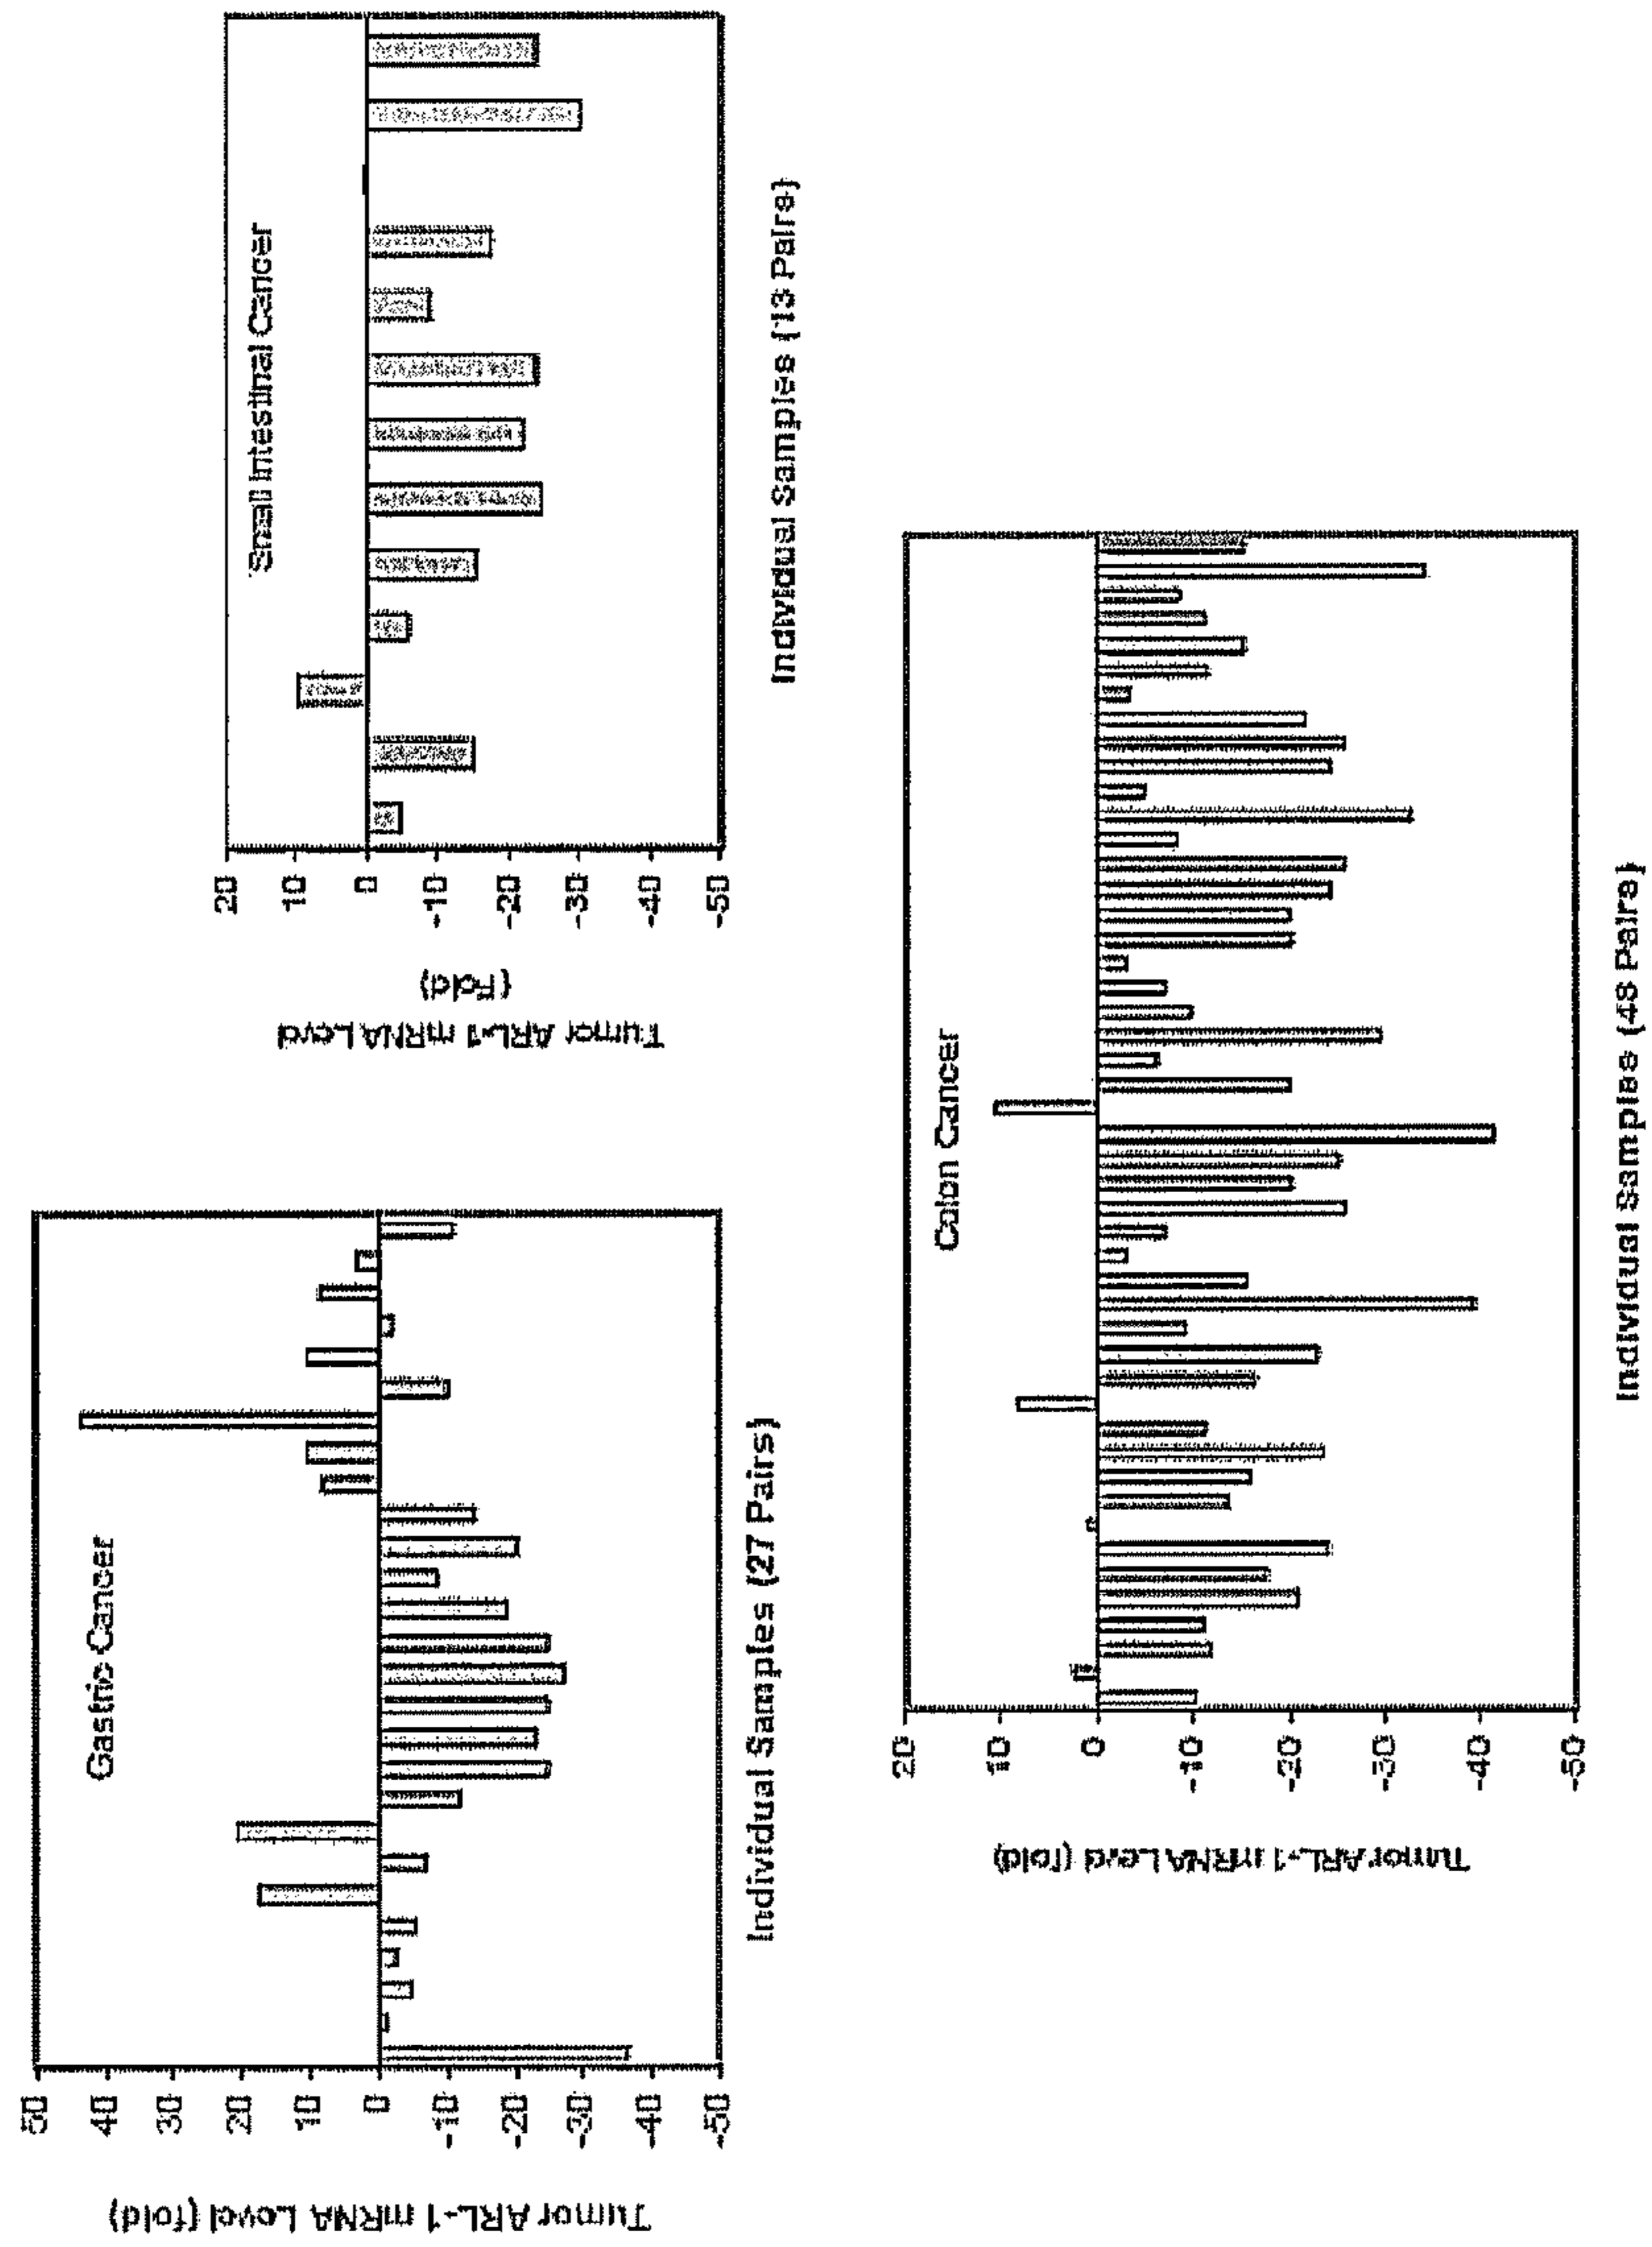 Gastric Cancer
Tumor ARL-1 mRNA Level (fold)
50
40
30
20
10
0
-10
-20
-30
-40
-50
Individual Samples (27 Pairs)
Small Intestinal Cancer
Tumor ARL-1 mRNA Level
(Fold)
20
10
0
-10
-20
-30
-40
-50
Individual Samples (13 Pairs)
Colon Cancer
Tumor ARL-1 mRNA Level (fold)
20
10
0
-10
-20
-30
-40
-50
Individual Samples (48 Pairs)